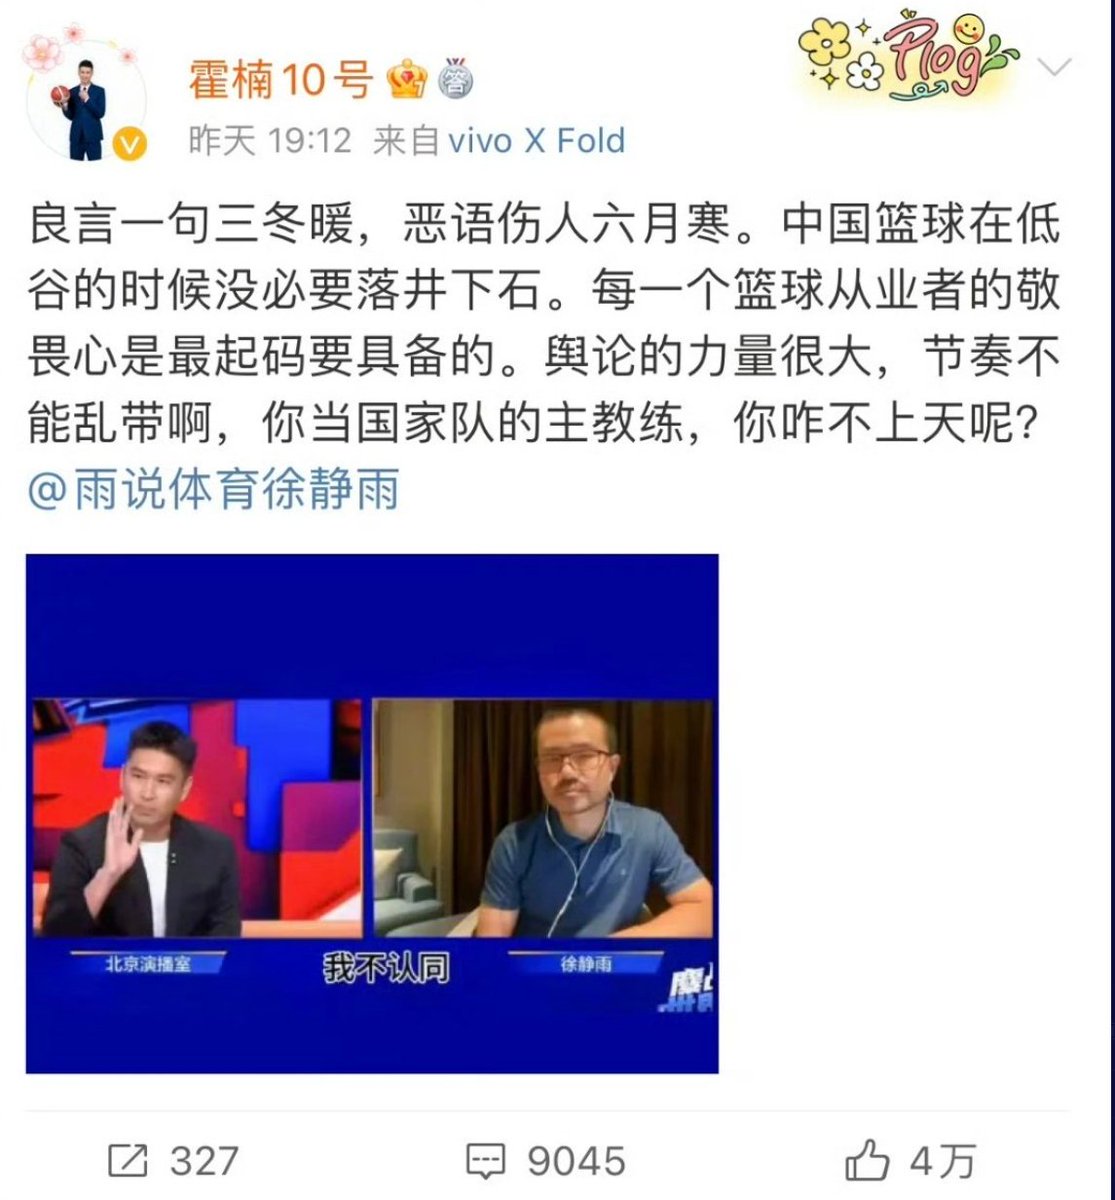 霍楠10号
答
Plog
昨天 19:12 来自 vivo X Fold
良言一句三冬暖，恶语伤人六月寒。中国篮球在低
谷的时候没必要落井下石。每一个篮球从业者的敬
畏心是最起码要具备的。舆论的力量很大，节奏不
能乱带啊，你当国家队的主教练，你咋不上天呢？
@雨说体育徐静雨
北京演播室
我不认同
徐静雨
327 9045 4万